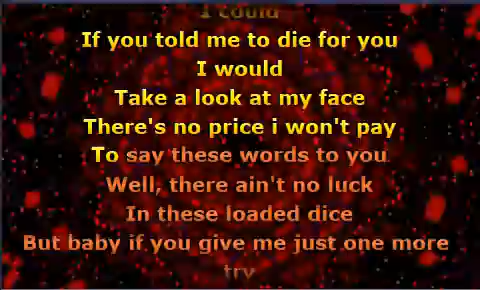 I could
If you told me to die for you
I would
Take a look at my face
There's no price i won't pay
To say these words to you
Well, there ain't no luck
In these loaded dice
But baby if you give me just one more
try